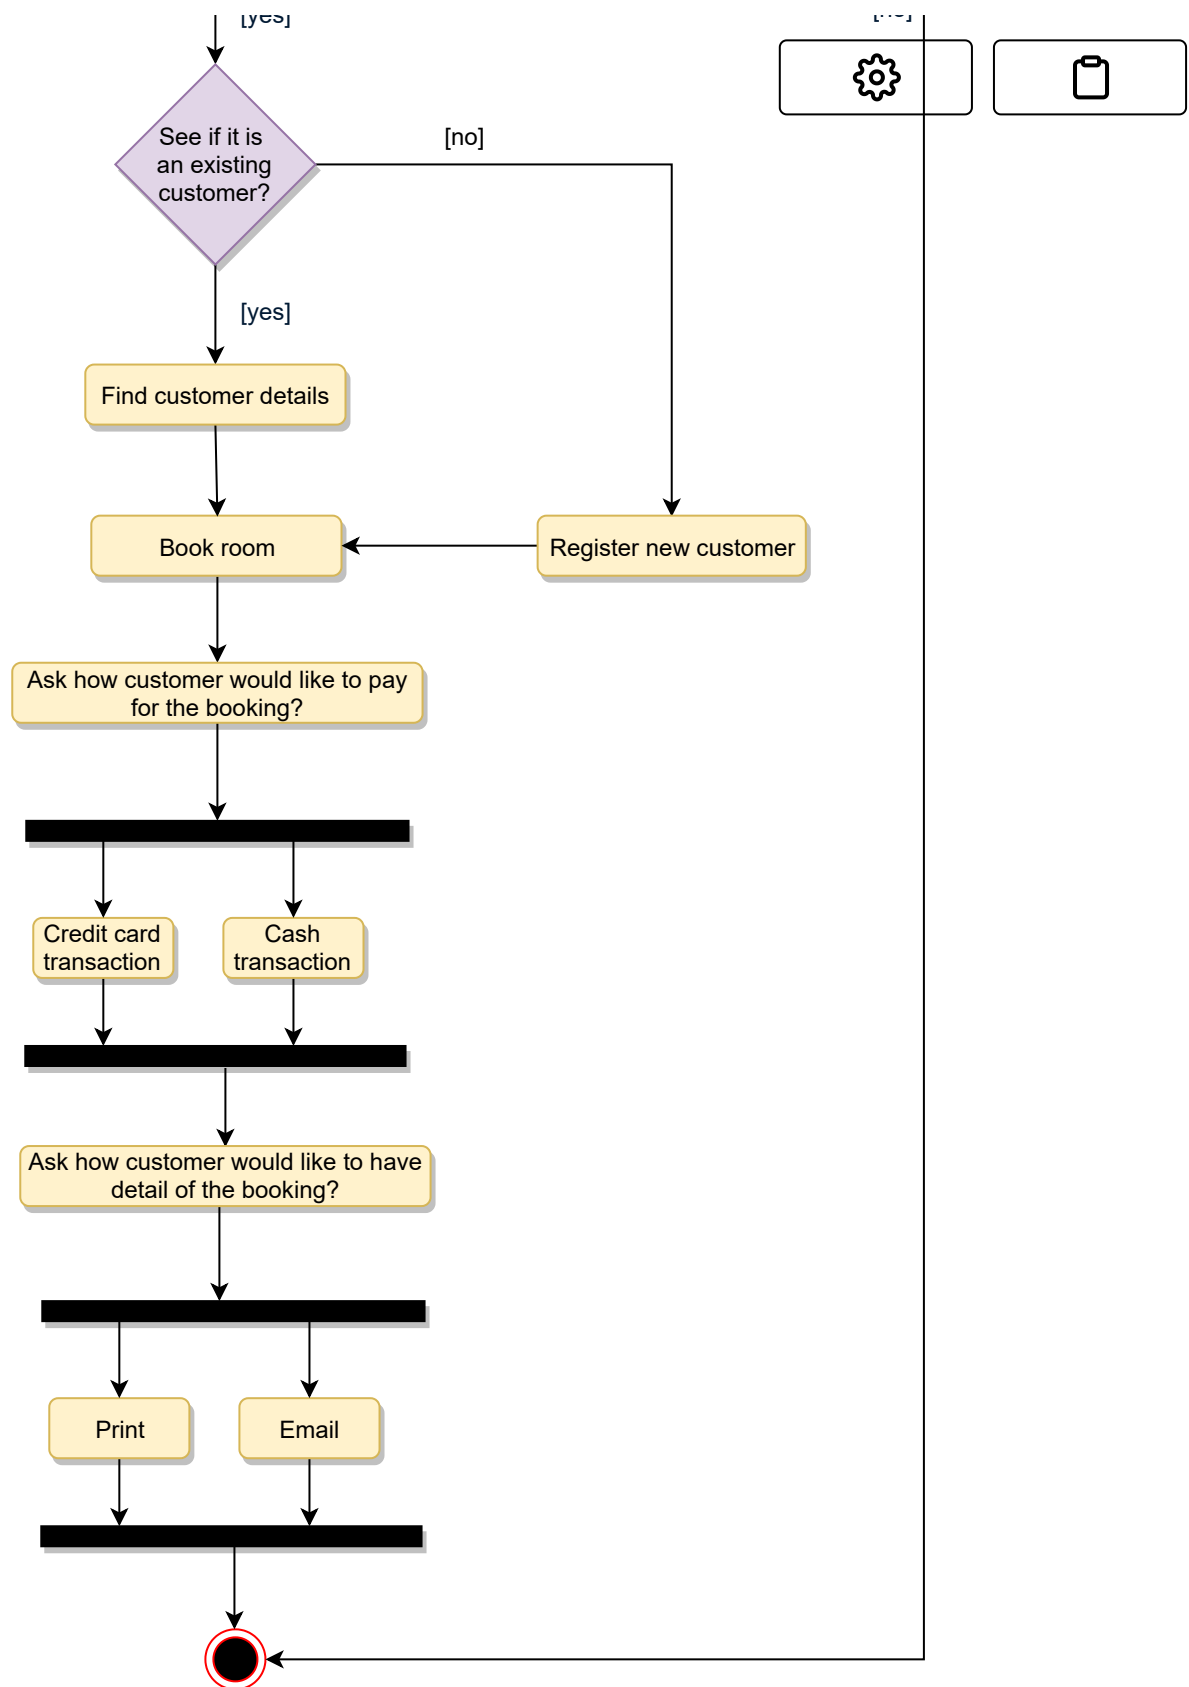 [yes]
[no]
See if it is
an existing
customer?
[no]
[yes]
Find customer details
Book room
Register new customer
Ask how customer would like to pay
for the booking?
Credit card
transaction
Cash
transaction
Ask how customer would like to have
detail of the booking?
Print
Email